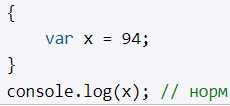 {
    var x = 94;
}
console.log(x); // норм